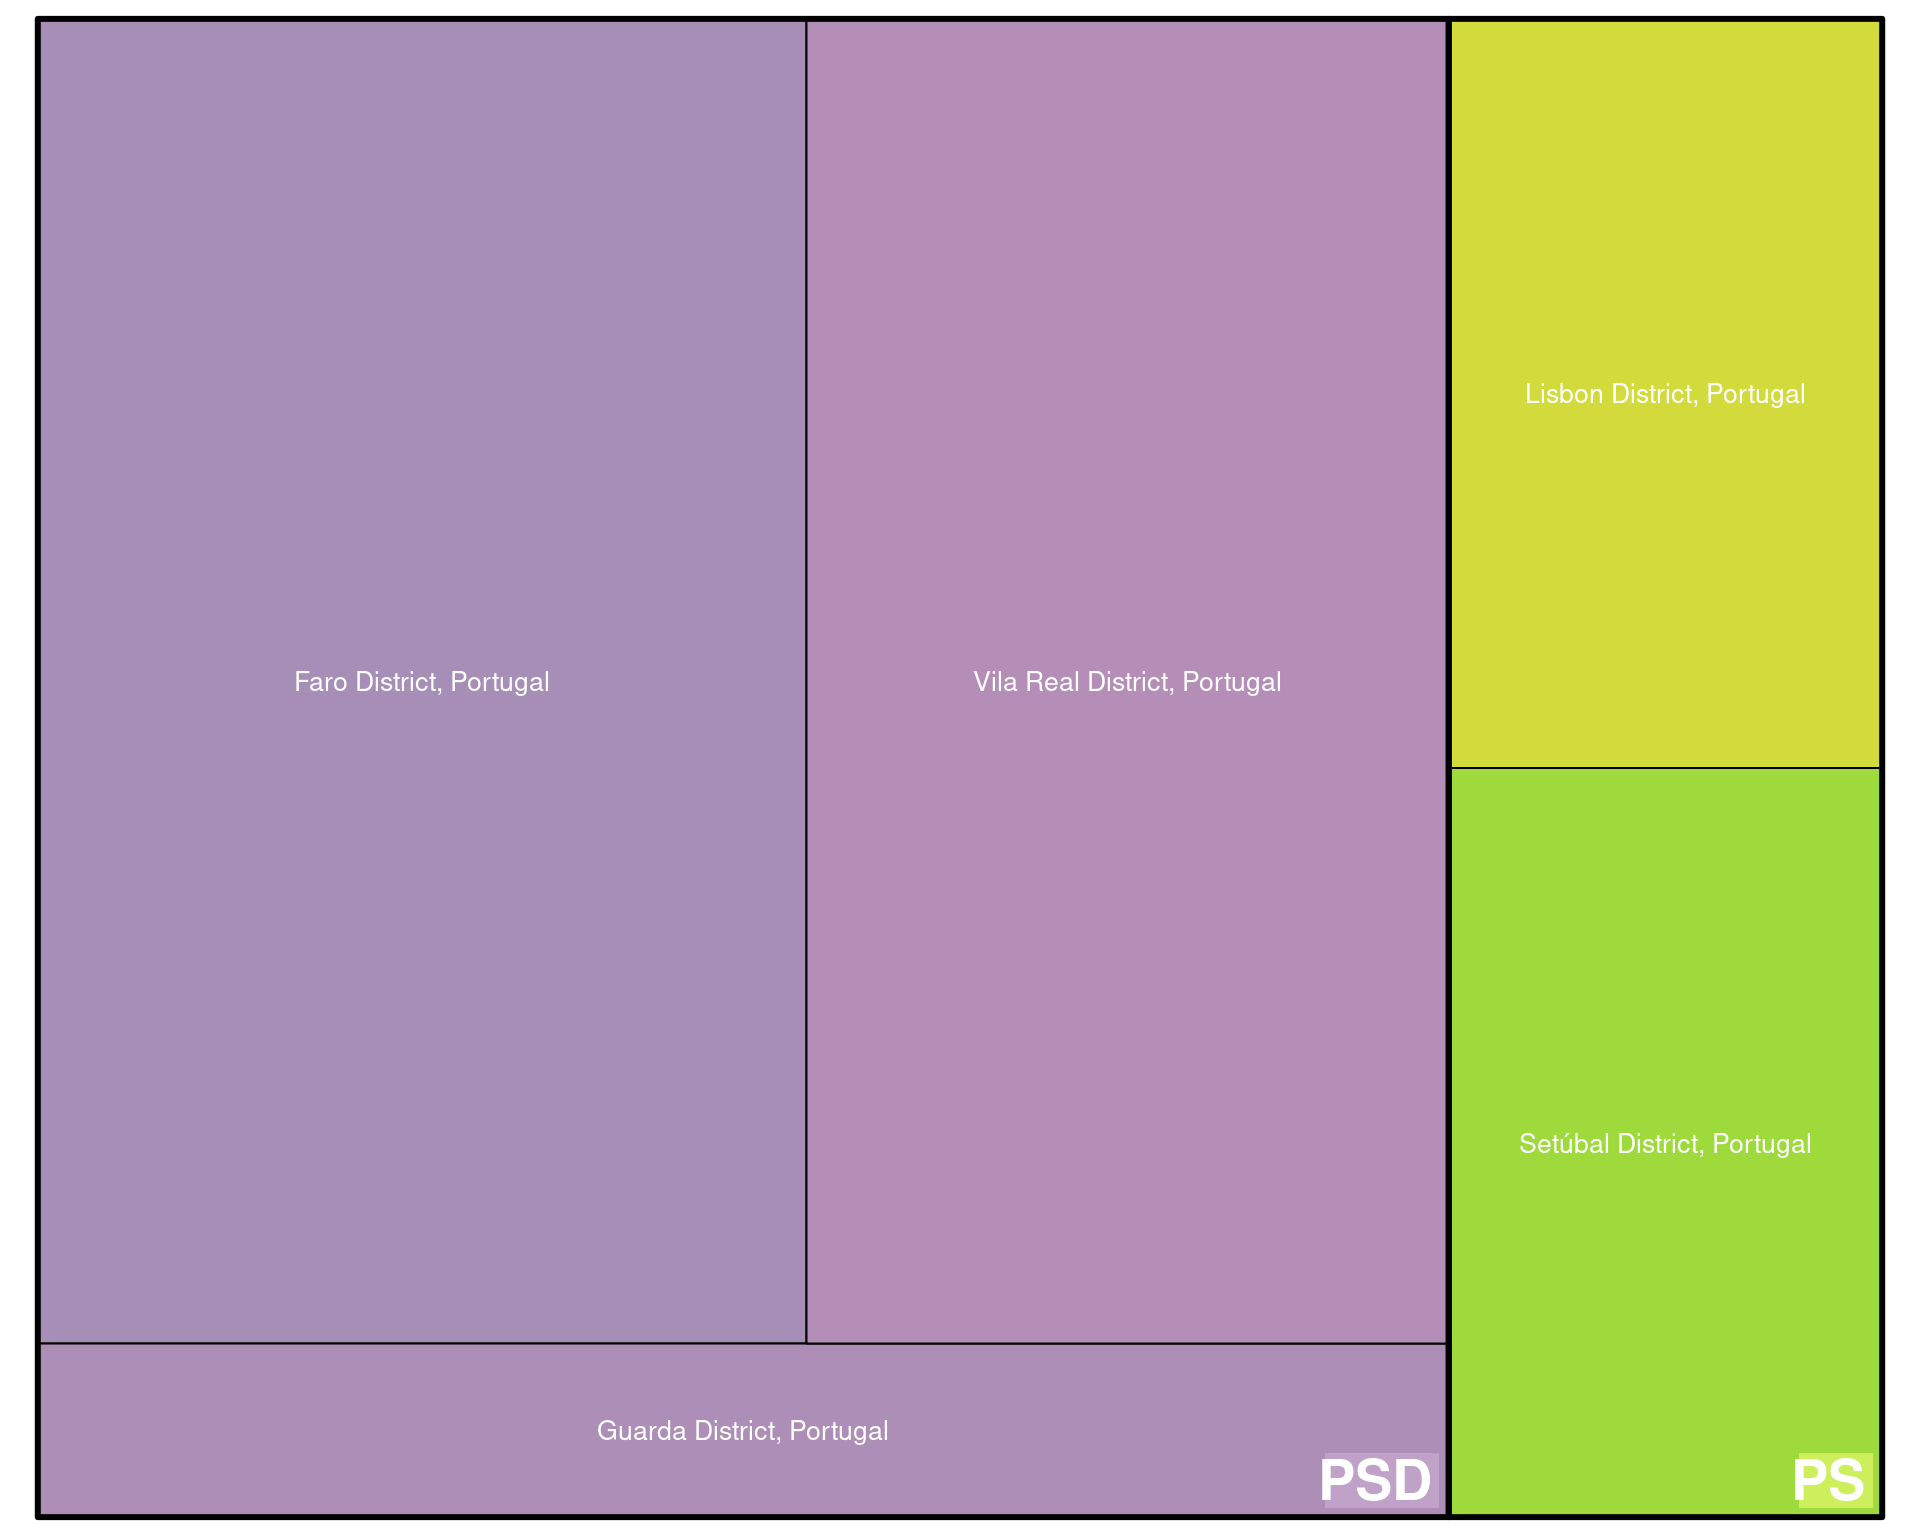 Lisbon District, Portugal
Faro District, Portugal
Vila Real District, Portugal
Setúbal District, Portugal
Guarda District, Portugal
PSD
PS